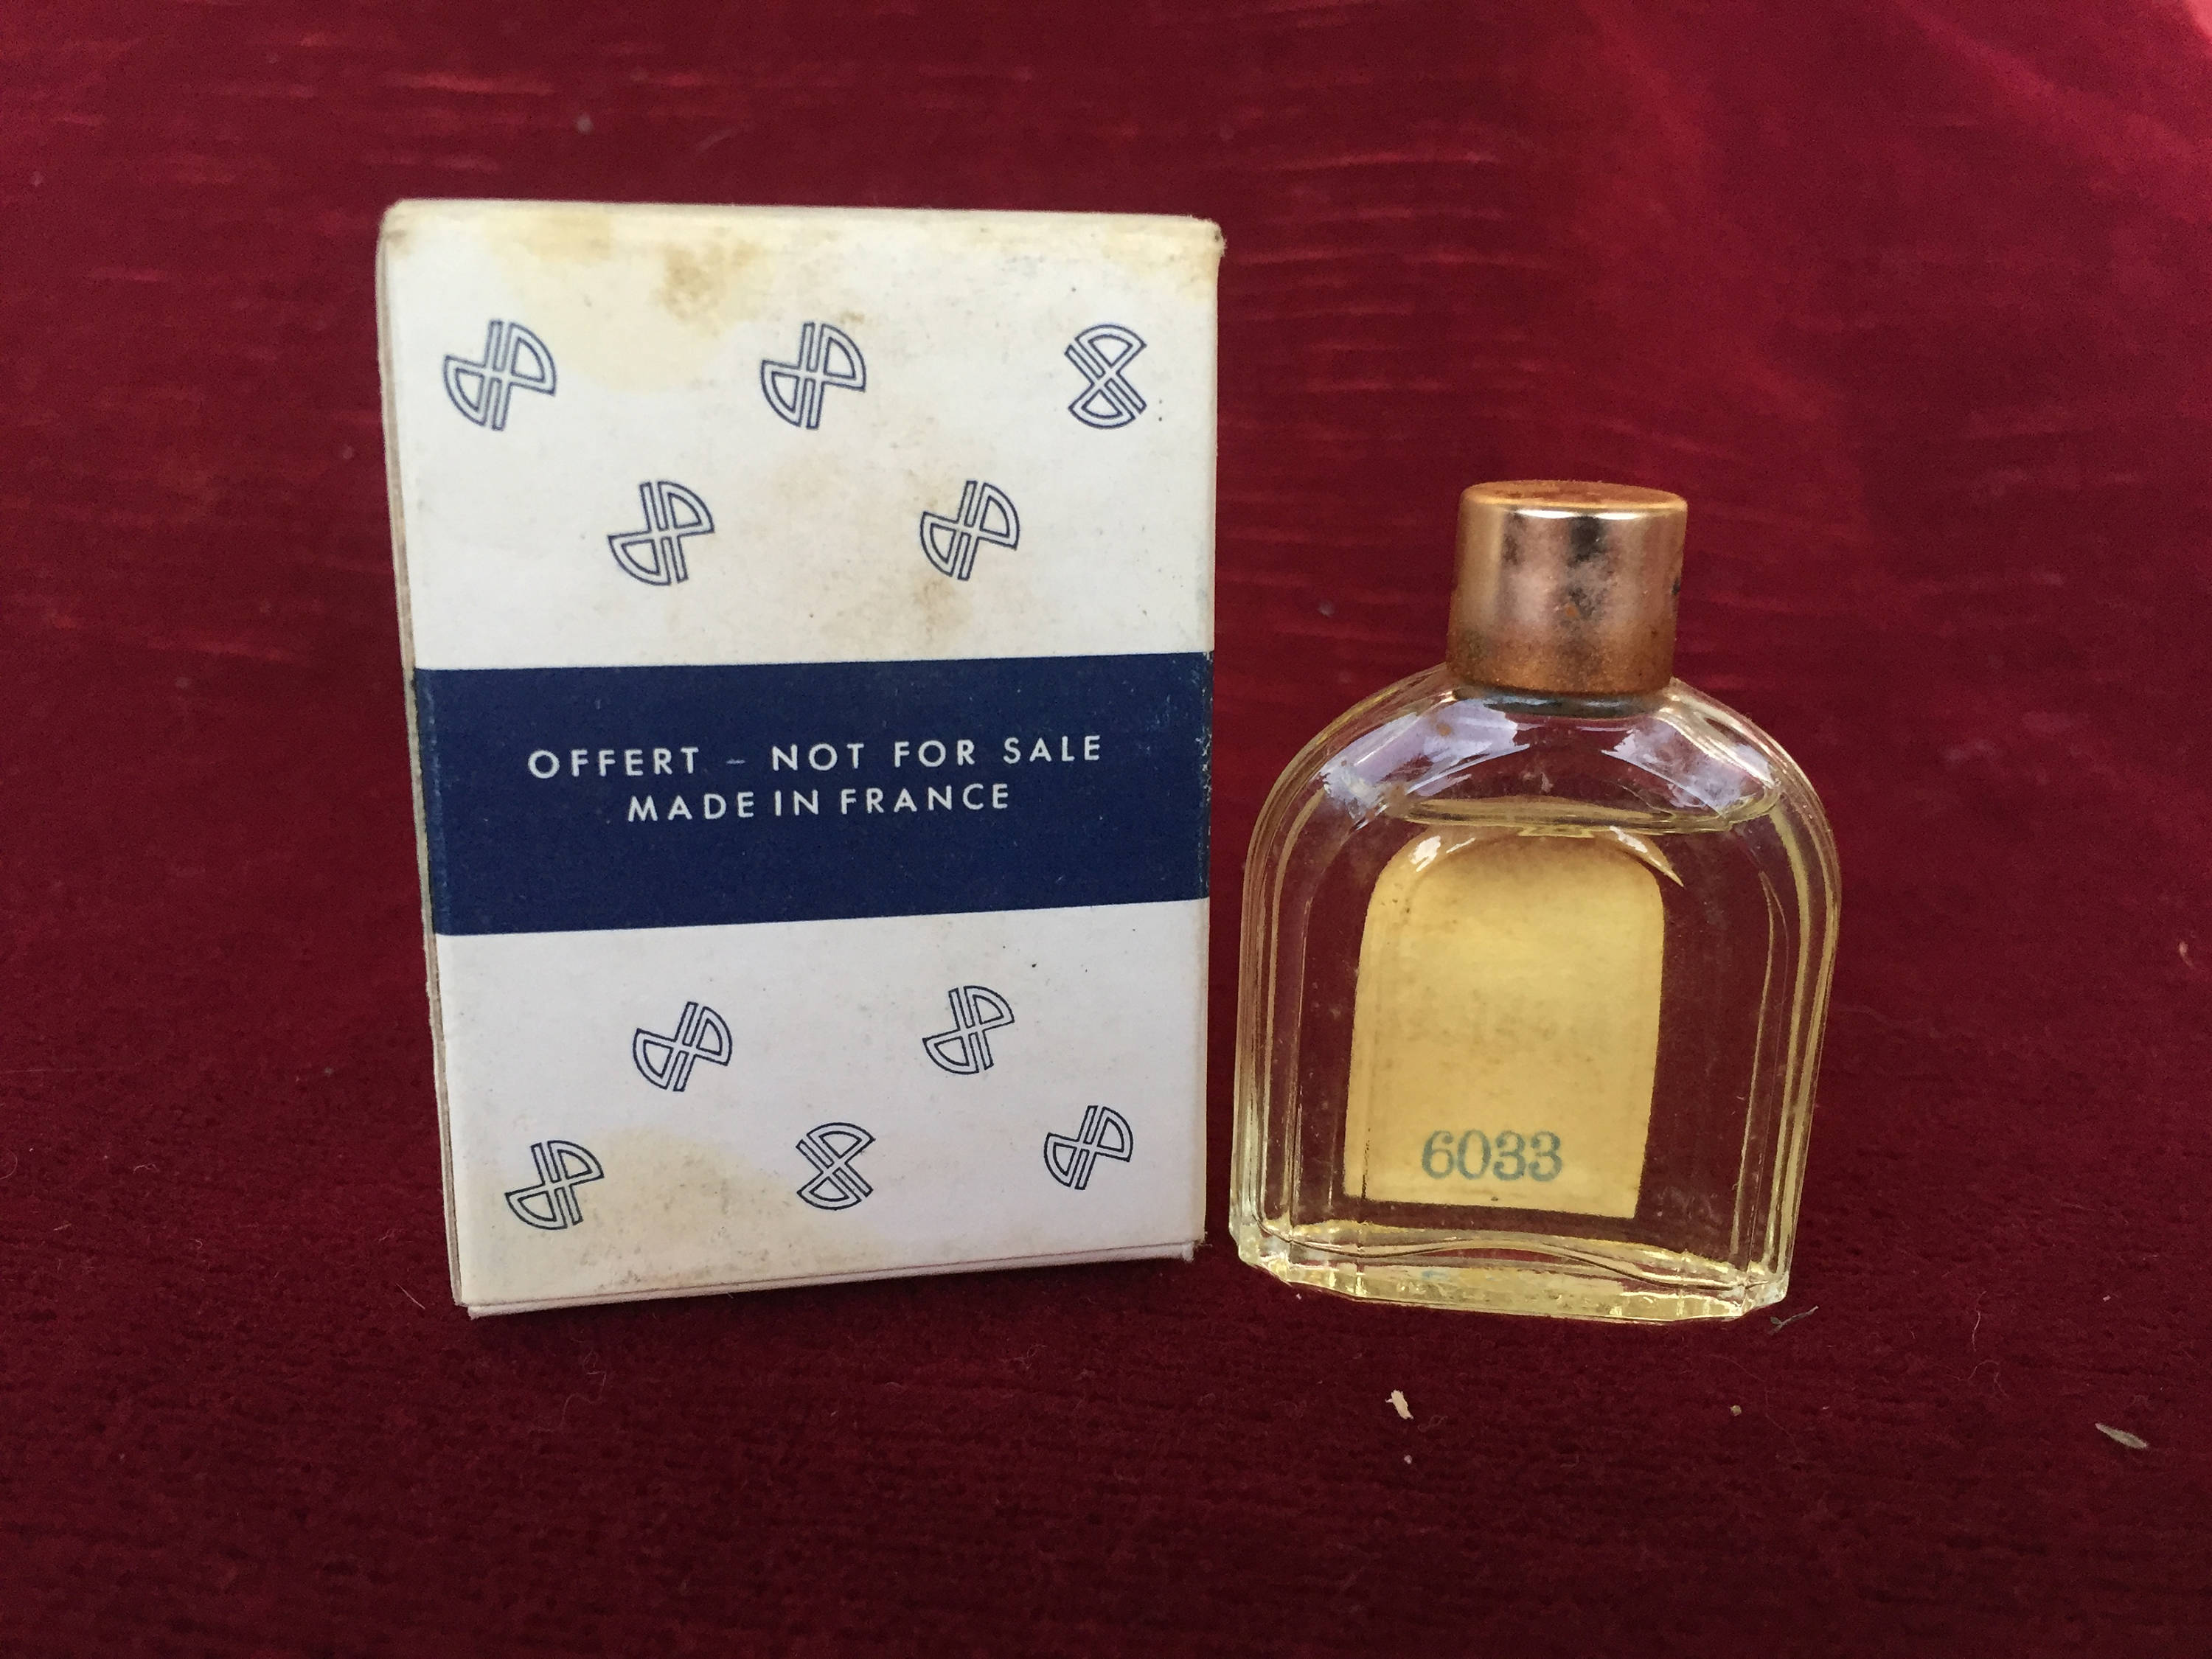 OFFERT – NOT FOR SALE
MADE IN FRANCE
6033